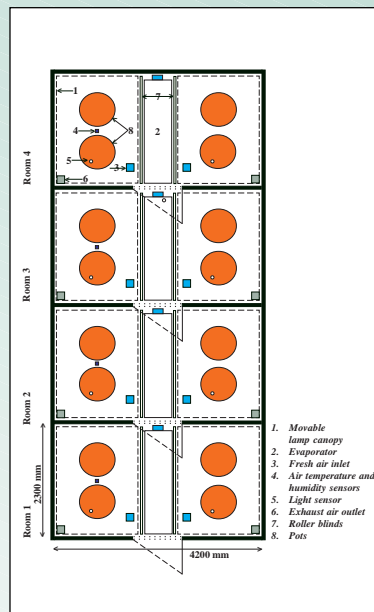 1
7
4
8
2
5
3
6
Room 4
Room 3
Room 2
Room 1
2300 mm
4200 mm
1. Movable
lamp canopy
2. Evaporator
3. Fresh air inlet
4. Air temperature and
humidity sensors
5. Light sensor
6. Exhaust air outlet
7. Roller blinds
8. Pots